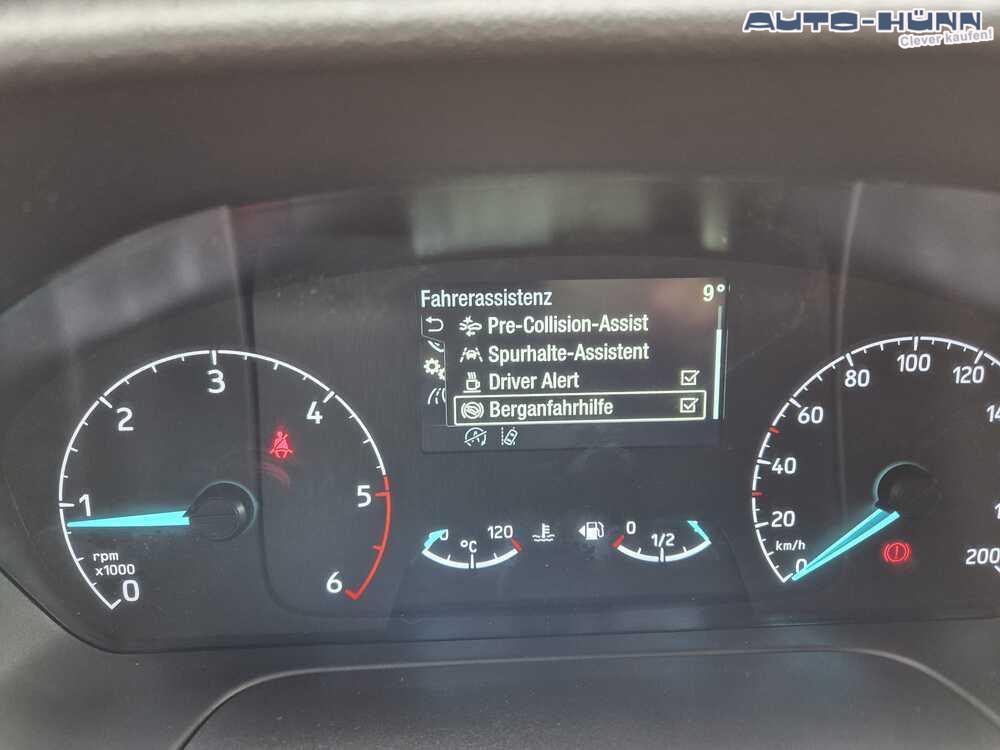 AUTO-HÜNN
Clever kaufen!
Fahrerassistenz 9°
Pre-Collision-Assist
Spurhalte-Assistent
Driver Alert
Berganfahrhilfe
0 1 2 3 4 5 6
rpm
x1000
°C 120
0 1/2
0 20 40 60 80 100 120
200
km/h